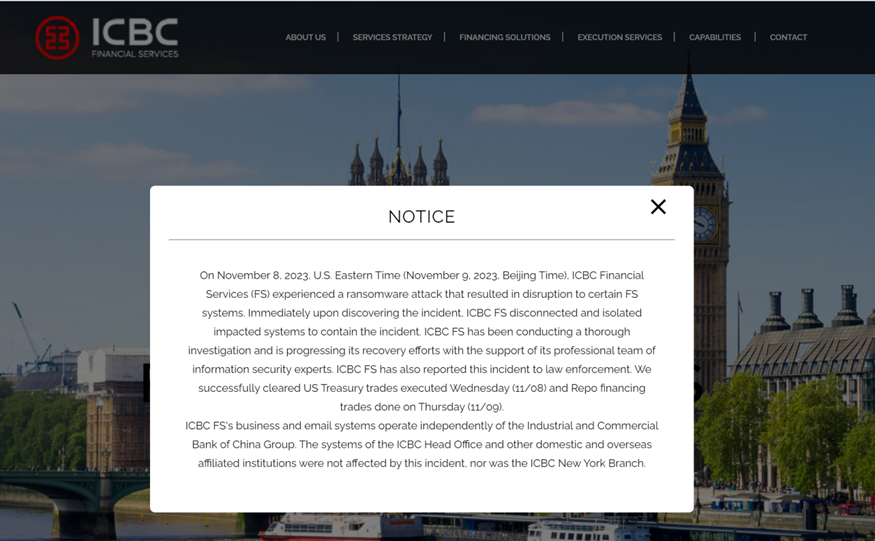 ICBC
FINANCIAL SERVICES
ABOUT US | SERVICES STRATEGY | FINANCING SOLUTIONS | EXECUTION SERVICES | CAPABILITIES | CONTACT
NOTICE
On November 8, 2023, U.S. Eastern Time (November 9, 2023, Beijing Time), ICBC Financial
Services (FS) experienced a ransomware attack that resulted in disruption to certain FS
systems. Immediately upon discovering the incident, ICBC FS disconnected and isolated
impacted systems to contain the incident. ICBC FS has been conducting a thorough
investigation and is progressing its recovery efforts with the support of its professional team of
information security experts. ICBC FS has also reported this incident to law enforcement. We
successfully cleared US Treasury trades executed Wednesday (11/08) and Repo financing
trades done on Thursday (11/09).
ICBC FS's business and email systems operate independently of the Industrial and Commercial
Bank of China Group. The systems of the ICBC Head Office and other domestic and overseas
affiliated institutions were not affected by this incident, nor was the ICBC New York Branch.